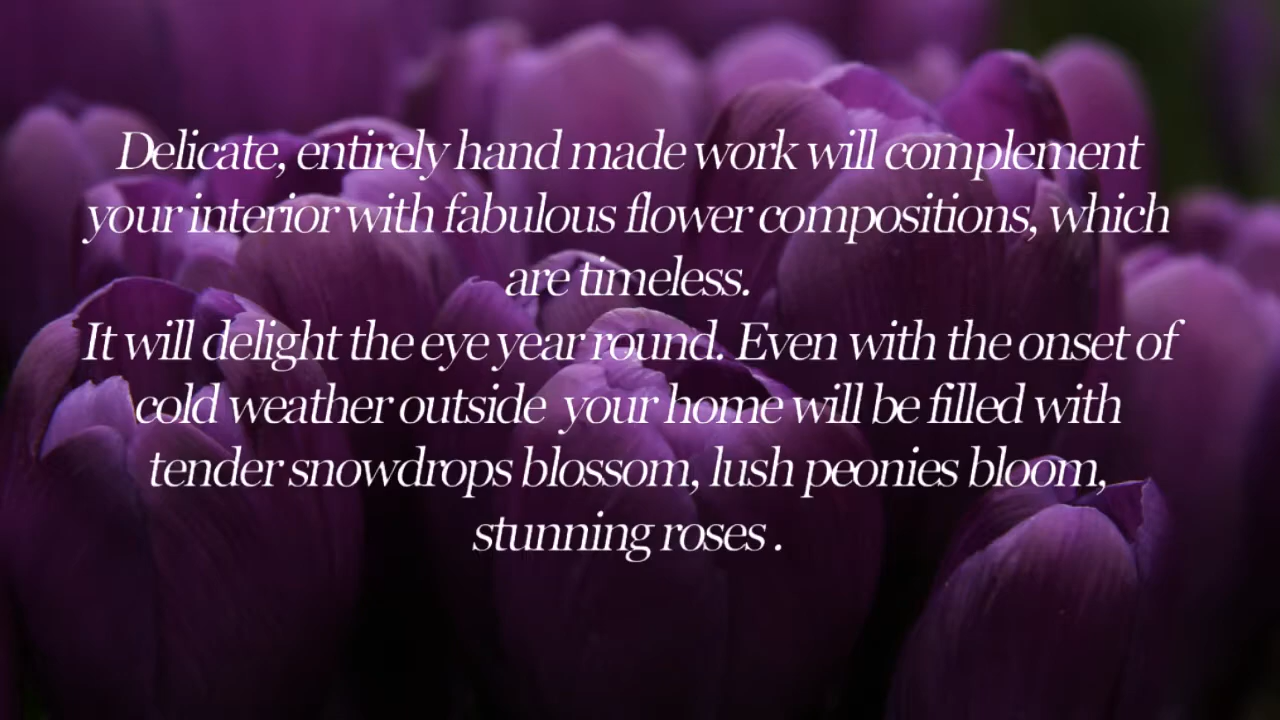 Delicate, entirely hand made work will complement
your interior with fabulous flower compositions, which
are timeless.
It will delight the eye year round. Even with the onset of
cold weather outside  your home will be filled with
tender snowdrops blossom, lush peonies bloom,
stunning roses .